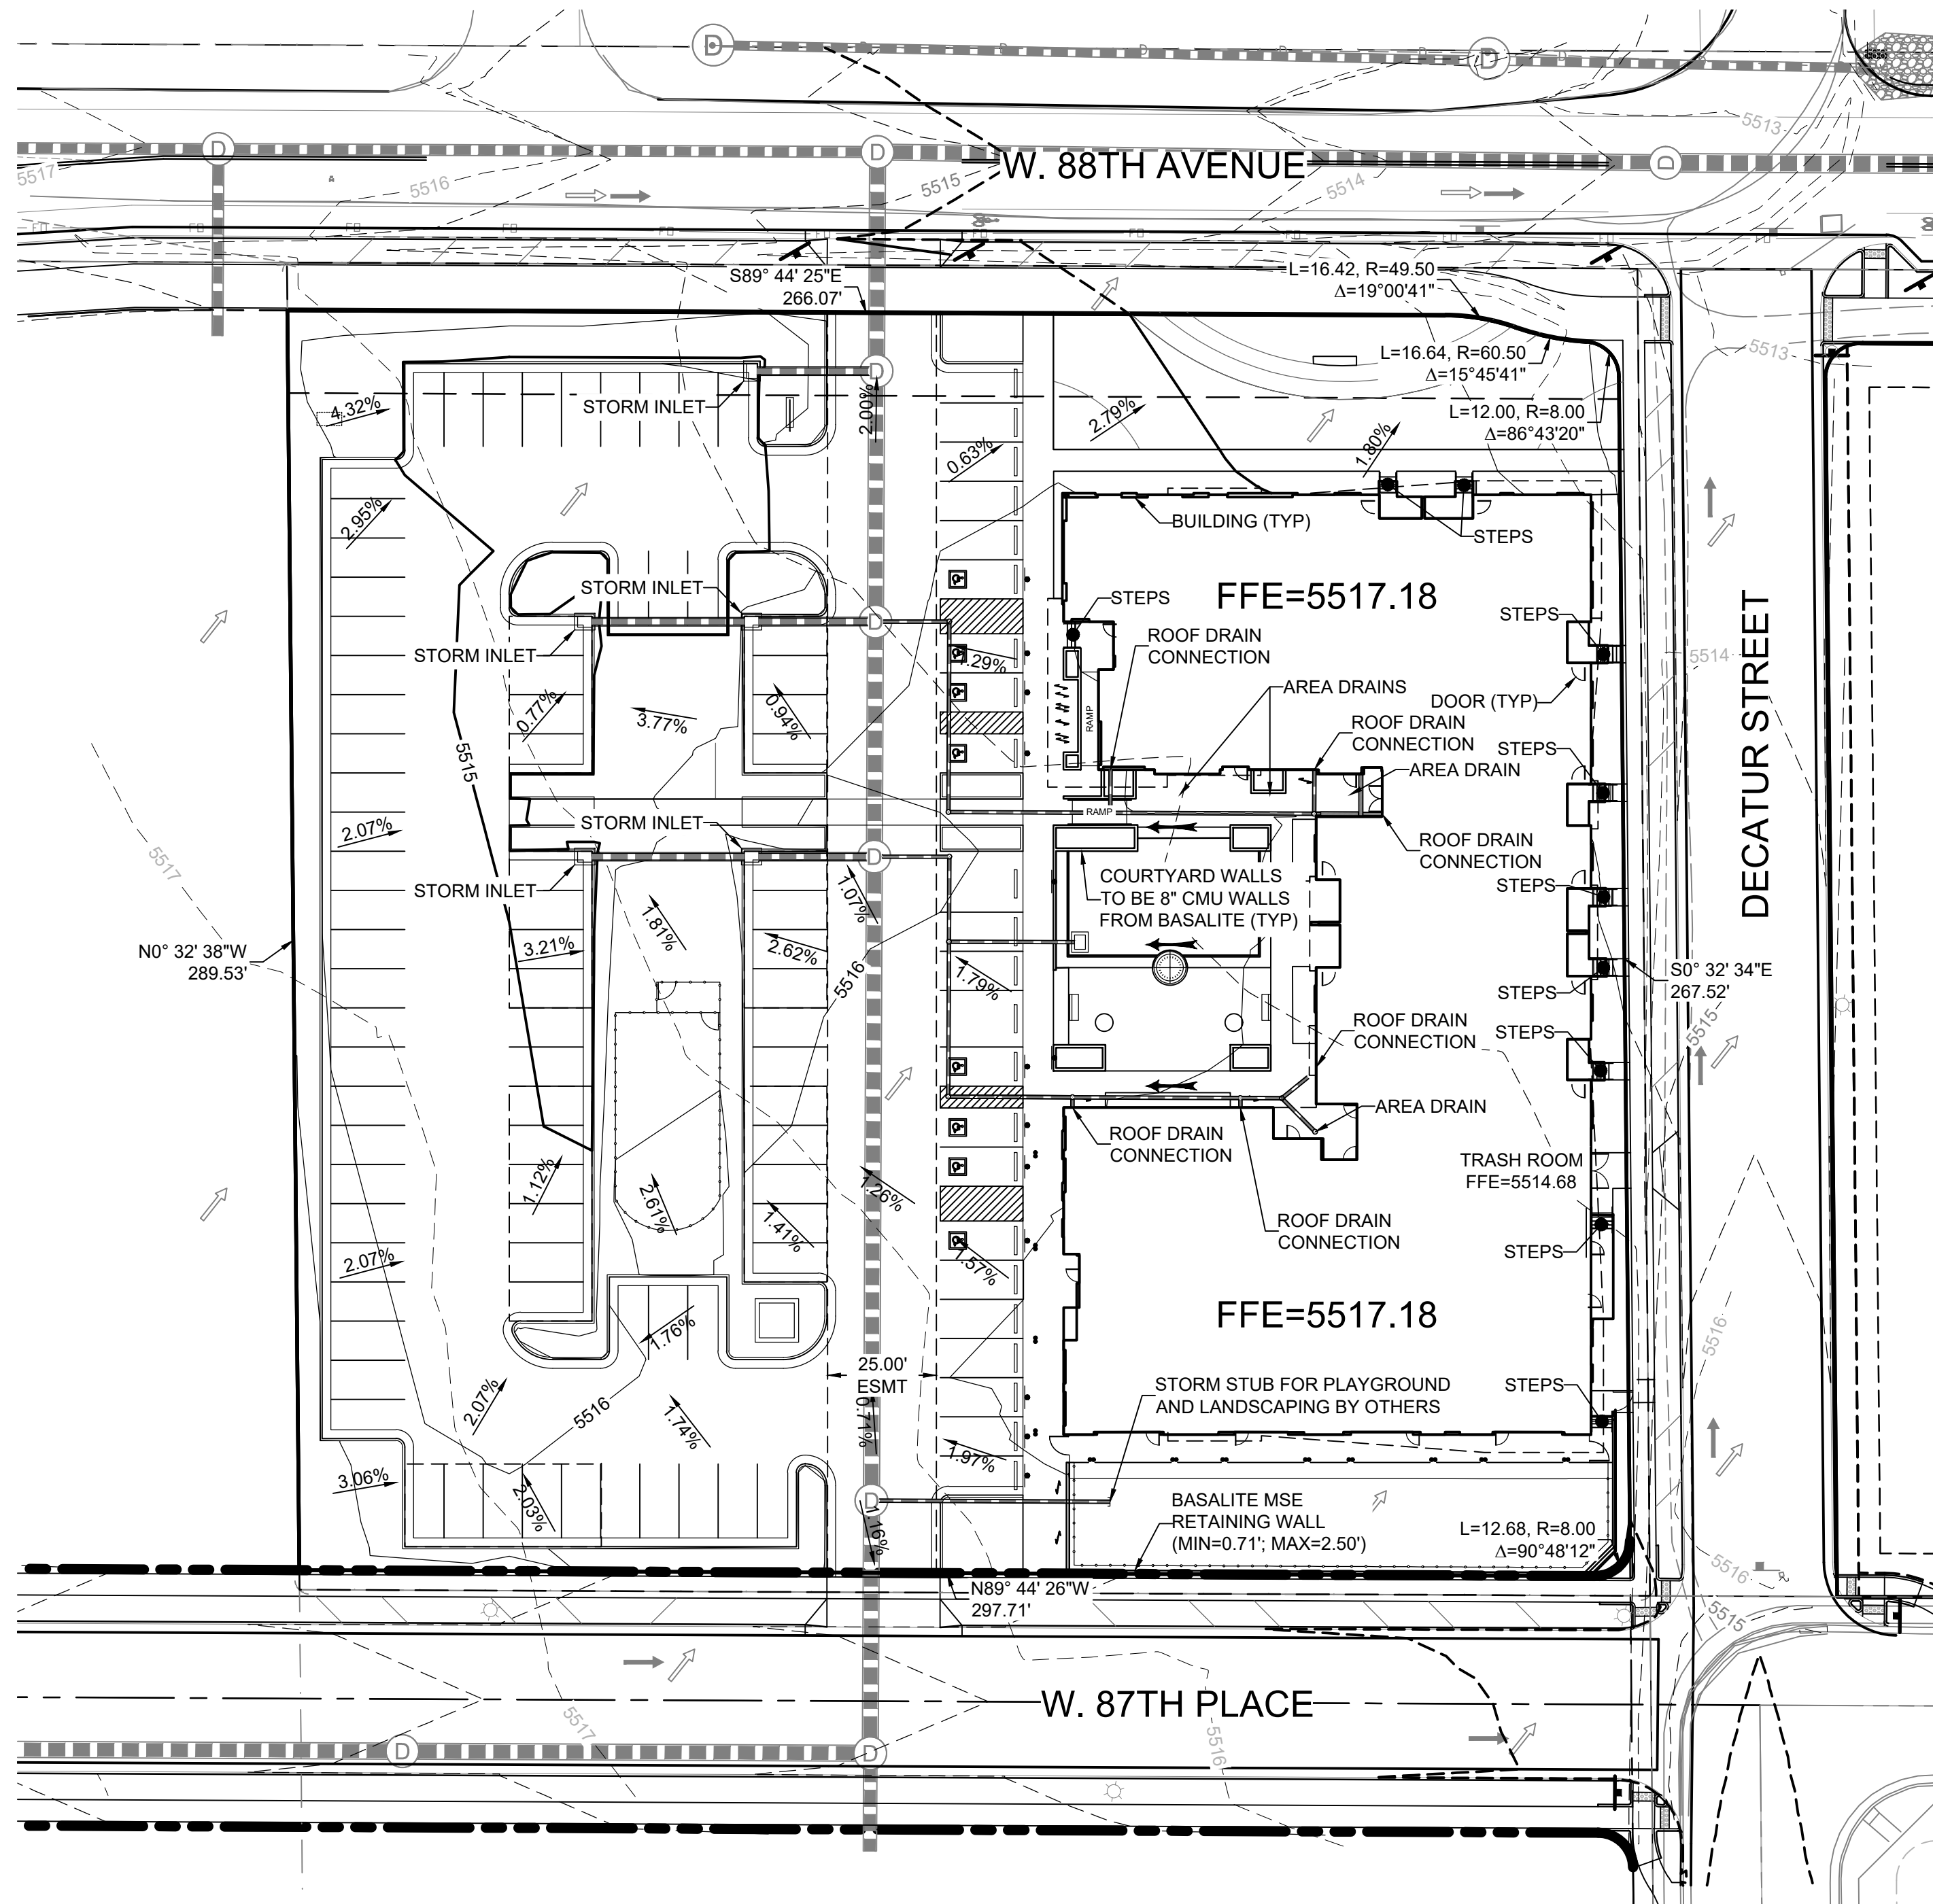 D
D
5513
D
D
D
W. 88TH AVENUE
5517
5516
5515
5514
S89° 44' 25"E
266.07'
L=16.42, R=49.50
Δ=19°00'41"
L=16.64, R=60.50
Δ=15°45'41"
5513
D
STORM INLET
4.32%
2.00%
2.79%
L=12.00, R=8.00
Δ=86°43'20"
0.63%
1.80%
2.95%
BUILDING (TYP)
STEPS
STORM INLET
FFE=5517.18
STEPS
STEPS
D
ROOF DRAIN
CONNECTION
STORM INLET
1.29%
5514
DECATUR STREET
AREA DRAINS
DOOR (TYP)
0.77%
3.77%
0.94%
RAMP
ROOF DRAIN
CONNECTION
STEPS
5515
AREA DRAIN
RAMP
STORM INLET
2.07%
ROOF DRAIN
CONNECTION
5517
D
STORM INLET
1.07%
COURTYARD WALLS
TO BE 8" CMU WALLS
FROM BASALITE (TYP)
STEPS
1.81%
3.21%
2.62%
N0° 32' 38"W
289.53'
5516
1.79%
S0° 32' 34"E
267.52'
STEPS
ROOF DRAIN
CONNECTION
STEPS
5515
AREA DRAIN
ROOF DRAIN
CONNECTION
1.12%
2.61%
1.26%
TRASH ROOM
FFE=5514.68
1.41%
ROOF DRAIN
CONNECTION
STEPS
2.07%
1.57%
FFE=5517.18
1.76%
5516
25.00'
ESMT
2.07%
5516
1.74%
0.71%
STORM STUB FOR PLAYGROUND
AND LANDSCAPING BY OTHERS
STEPS
1.97%
3.06%
2.03%
D
1.16%
BASALITE MSE
RETAINING WALL
(MIN=0.71'; MAX=2.50')
L=12.68, R=8.00
Δ=90°48'12"
5516
N89° 44' 26"W
297.71'
5515
W. 87TH PLACE
5517
5516
D
D